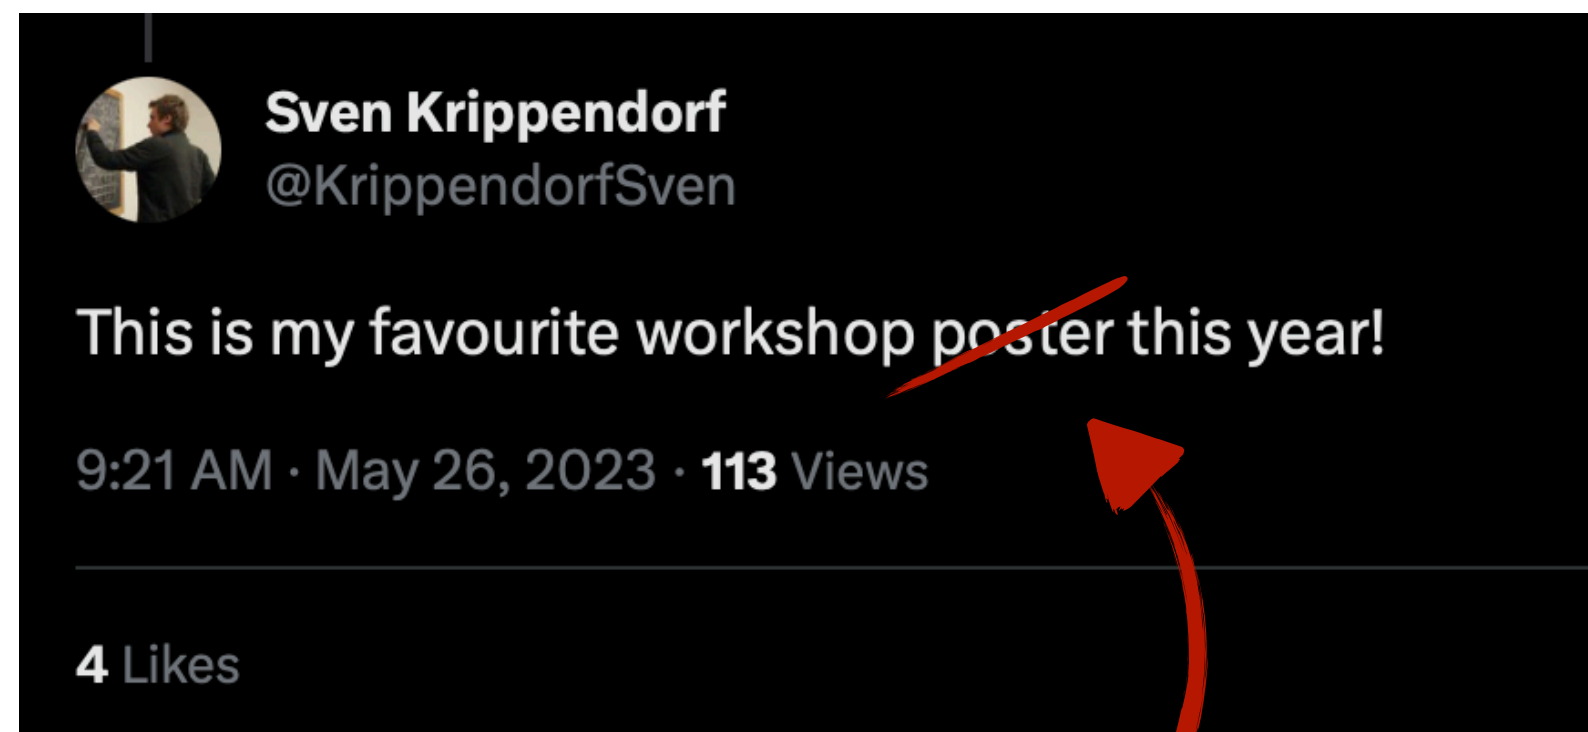 Sven Krippendorf
@KrippendorfSven
This is my favourite workshop poster this year!
9:21 AM · May 26, 2023 · 113 Views
4 Likes